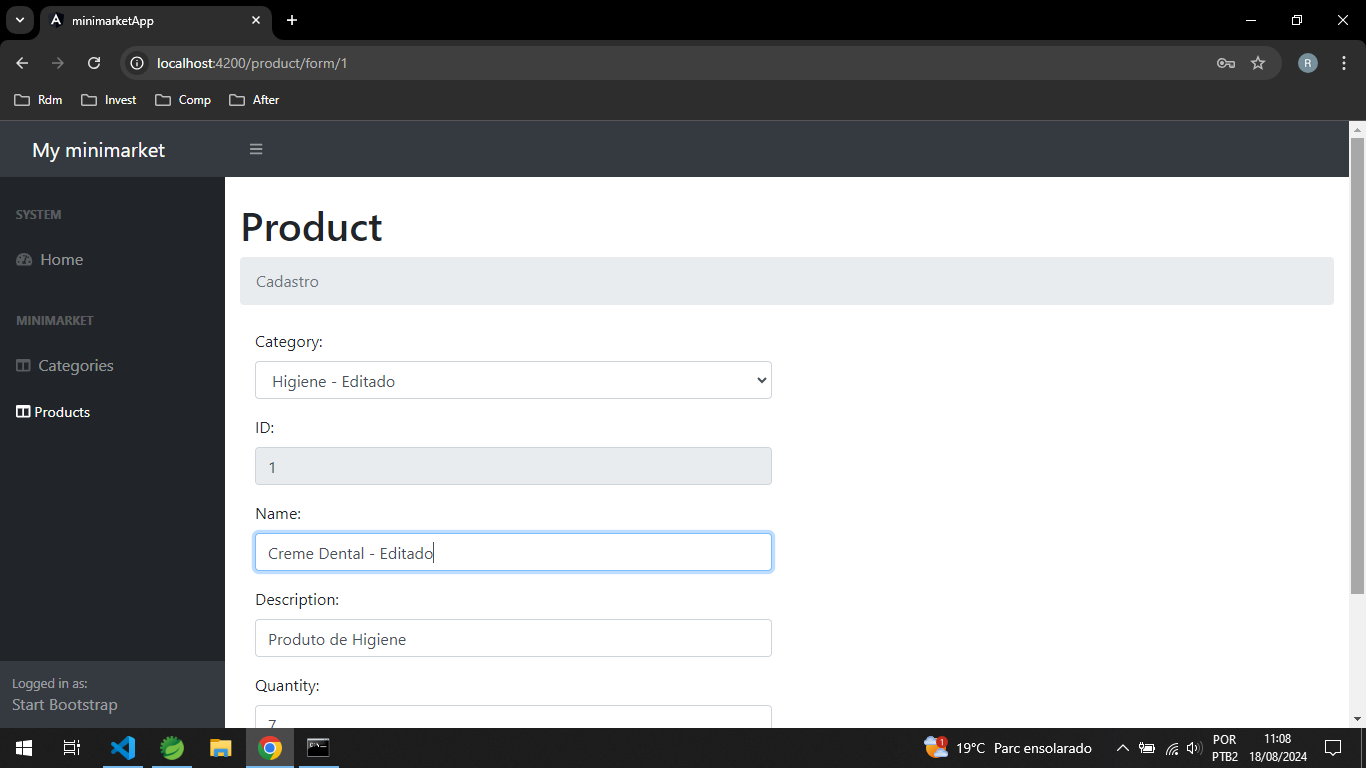 minimarketApp
localhost:4200/product/form/1
R
Rdm Invest Comp After
My minimarket
SYSTEM
Home
MINIMARKET
Categories
Products
Logged in as:
Start Bootstrap
Product
Cadastro
Category:
Higiene - Editado
ID:
1
Name:
Creme Dental - Editado
Description:
Produto de Higiene
Quantity:
7
1
19°C Parc ensolarado
POR
PTB2
11:08
18/08/2024